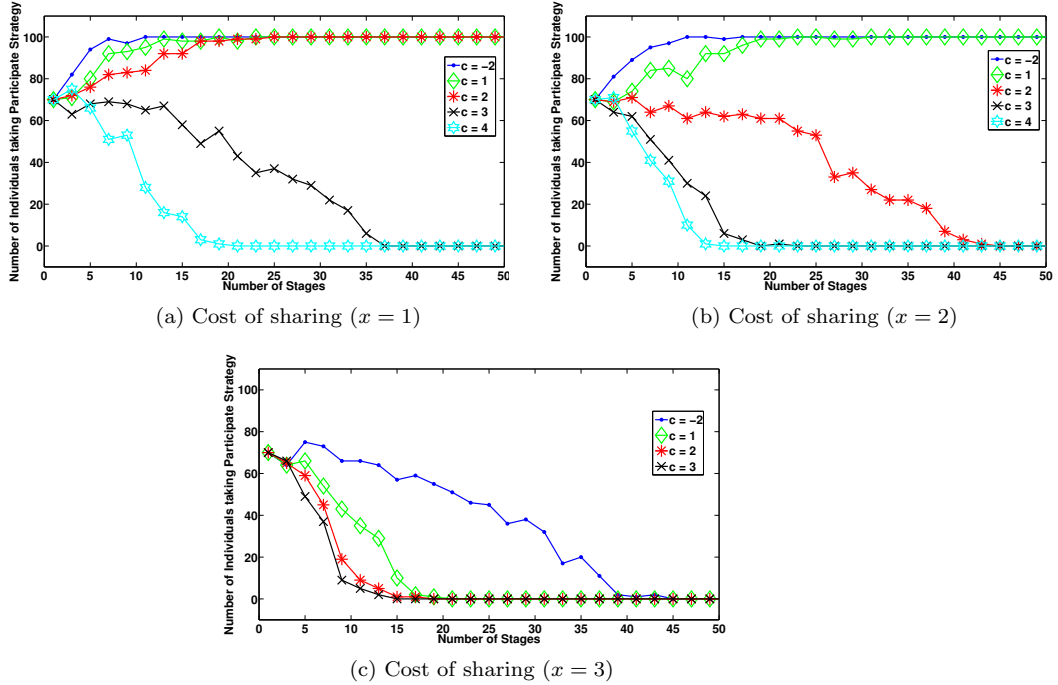 Number of Individuals taking Participate Strategy
100
80
60
40
20
0
0 5 10 15 20 25 30 35 40 45 50
Number of Stages
c = −2
c = 1
c = 2
c = 3
c = 4
(a) Cost of sharing (x = 1)
Number of Individuals taking Participate Strategy
100
80
60
40
20
0
0 5 10 15 20 25 30 35 40 45 50
Number of Stages
c = −2
c = 1
c = 2
c = 3
c = 4
(b) Cost of sharing (x = 2)
Number of Individuals taking Participate Strategy
100
80
60
40
20
0
0 5 10 15 20 25 30 35 40 45 50
Number of Stages
c = −2
c = 1
c = 2
c = 3
(c) Cost of sharing (x = 3)